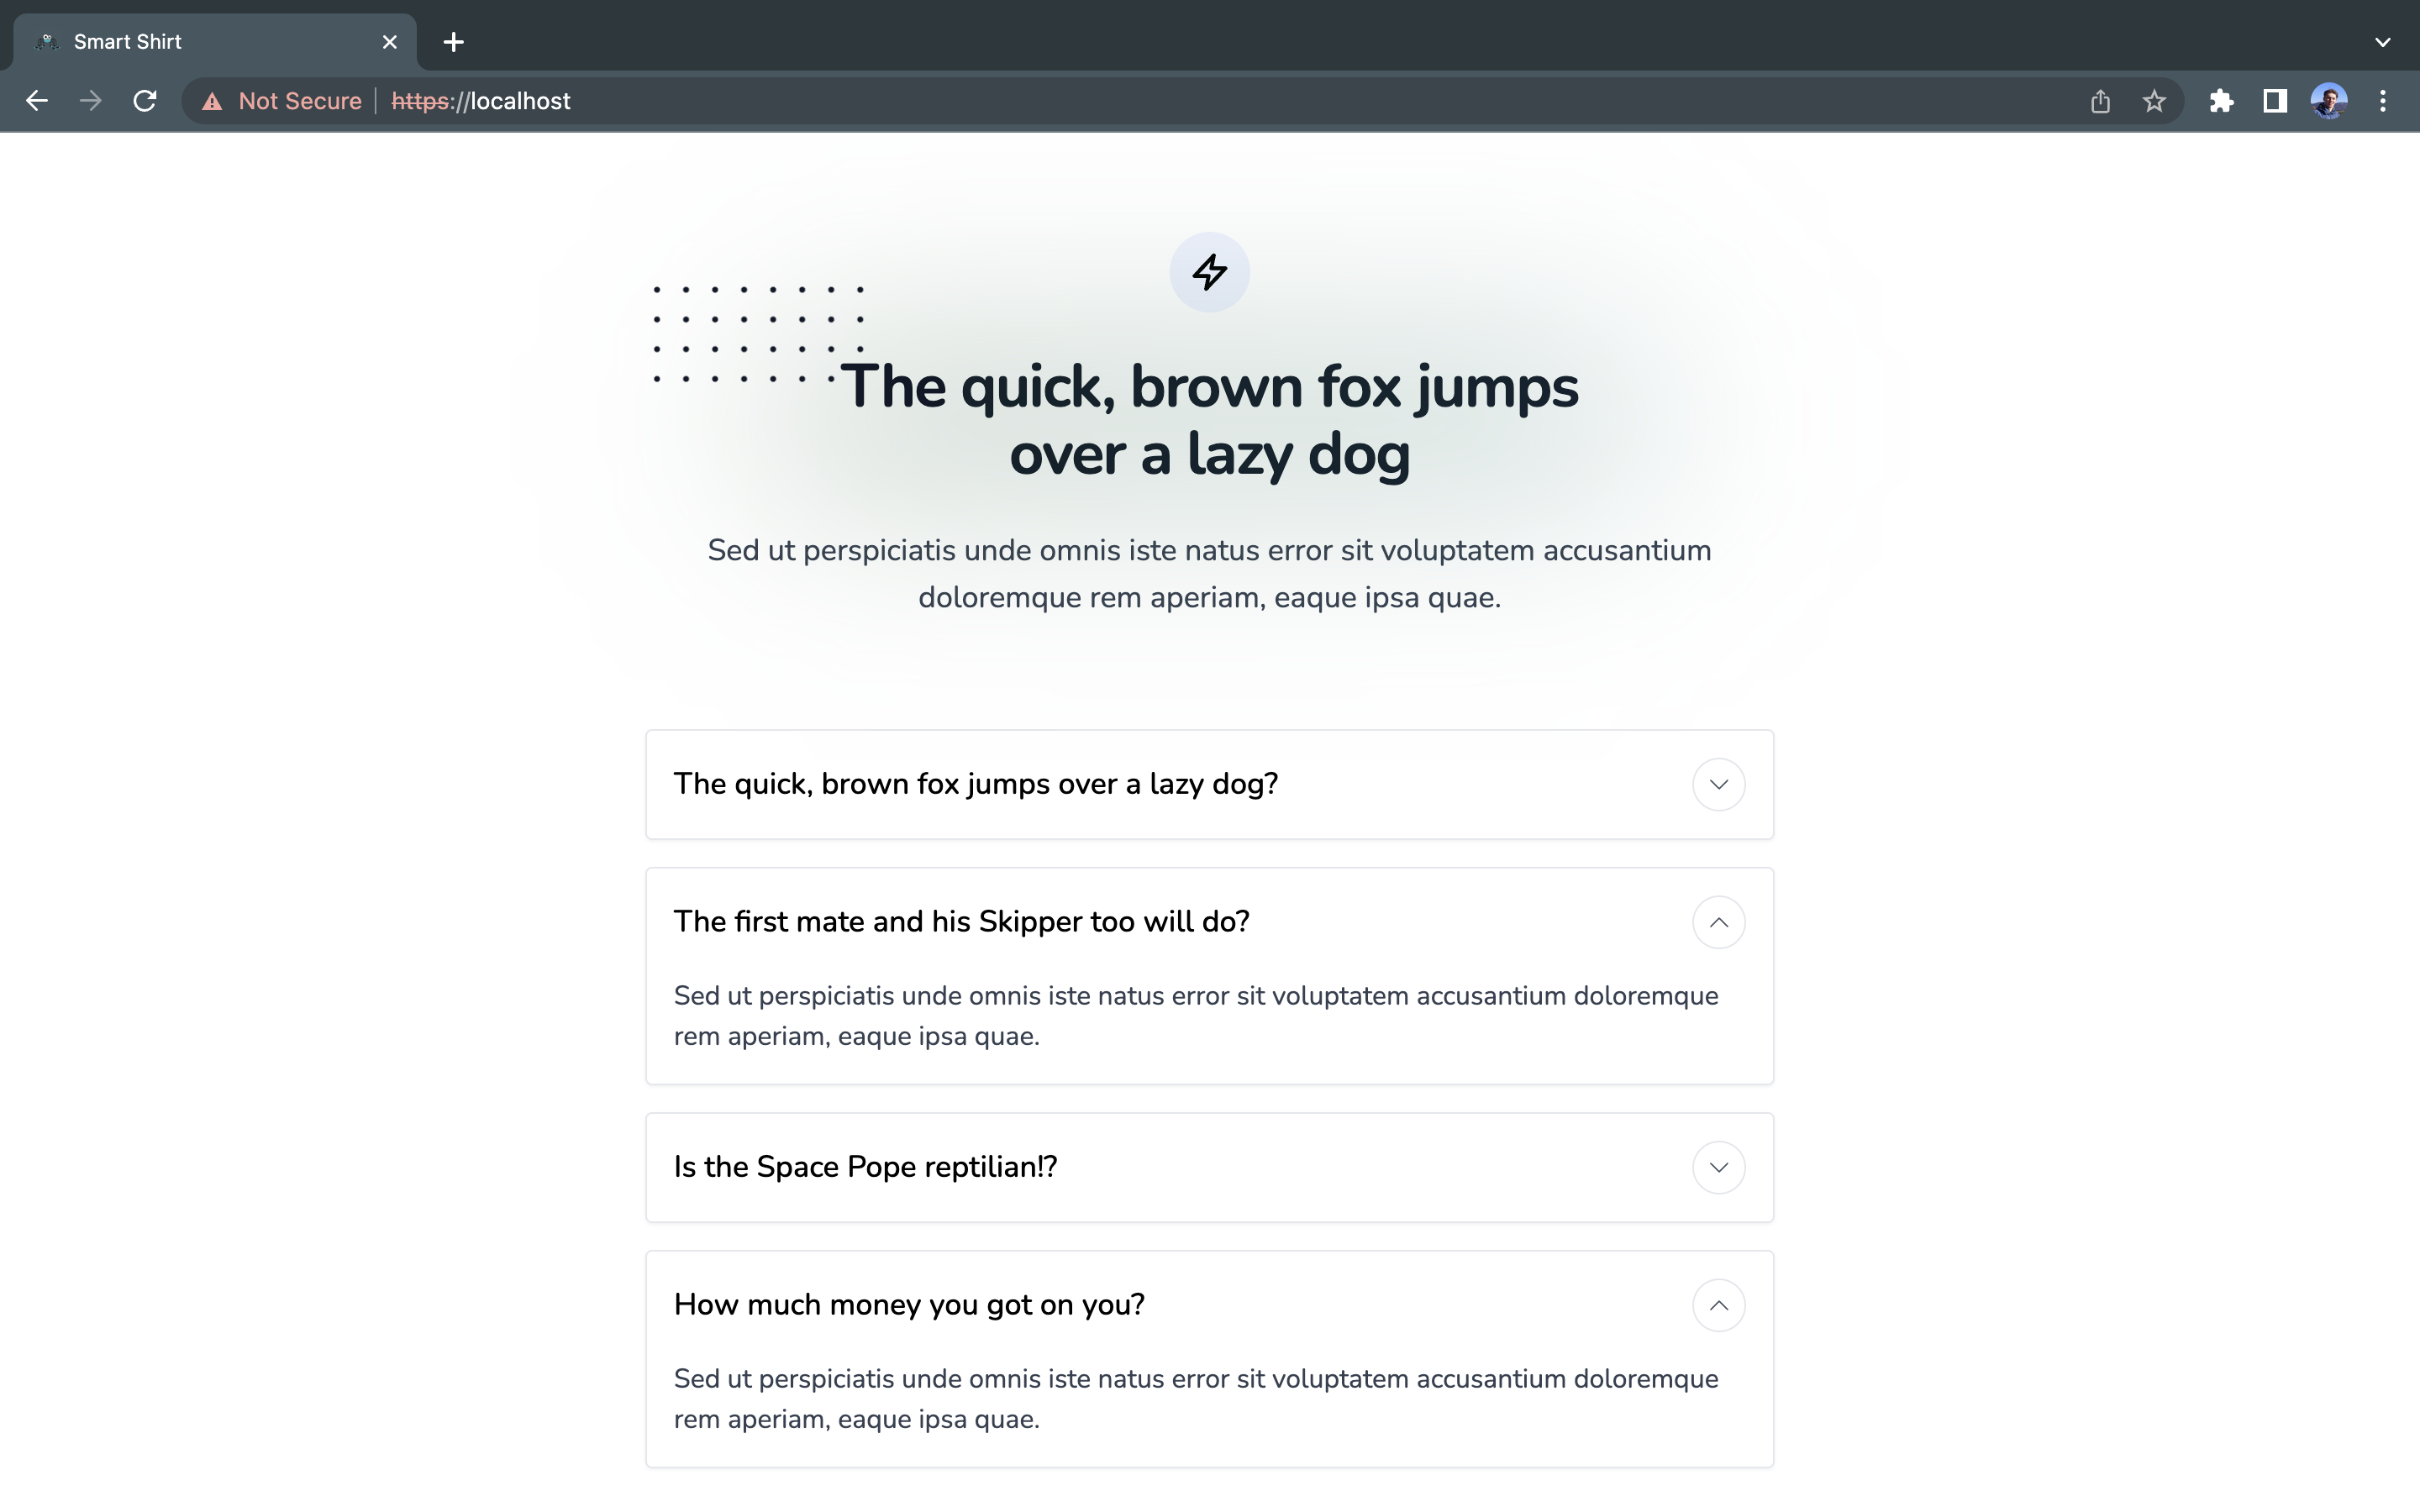 Smart Shirt
Not Secure
https://localhost
The quick, brown fox jumps
over a lazy dog
Sed ut perspiciatis unde omnis iste natus error sit voluptatem accusantium
doloremque rem aperiam, eaque ipsa quae.
The quick, brown fox jumps over a lazy dog?
The first mate and his Skipper too will do?
Sed ut perspiciatis unde omnis iste natus error sit voluptatem accusantium doloremque
rem aperiam, eaque ipsa quae.
Is the Space Pope reptilian!?
How much money you got on you?
Sed ut perspiciatis unde omnis iste natus error sit voluptatem accusantium doloremque
rem aperiam, eaque ipsa quae.